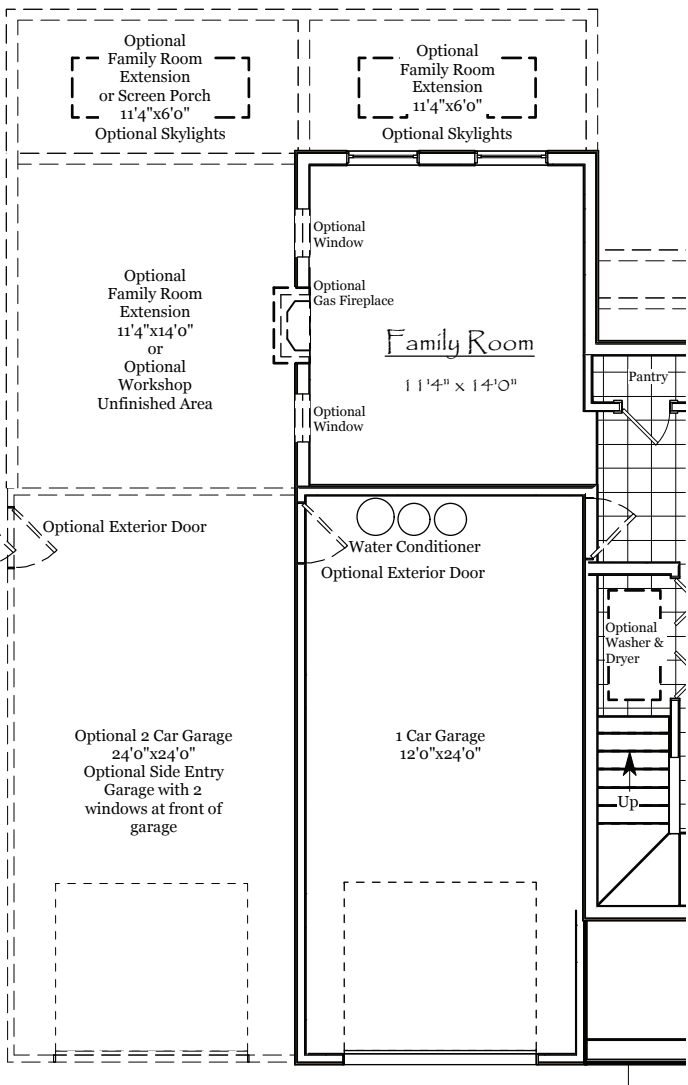 Optional
Family Room
Extension
or Screen Porch
11'4"x6'0"
Optional Skylights
Optional
Family Room
Extension
11'4"x6'0"
Optional Skylights
Optional
Window
Optional
Gas Fireplace
Optional
Family Room
Extension
11'4"x14'0"
or
Optional
Workshop
Unfinished Area
Family Room
11'4" x 14'0"
Pantry
Optional
Window
Optional Exterior Door
Water Conditioner
Optional Exterior Door
Optional
Washer &
Dryer
Optional 2 Car Garage
24'0"x24'0"
Optional Side Entry
Garage with 2
windows at front of
garage
1 Car Garage
12'0"x24'0"
Up